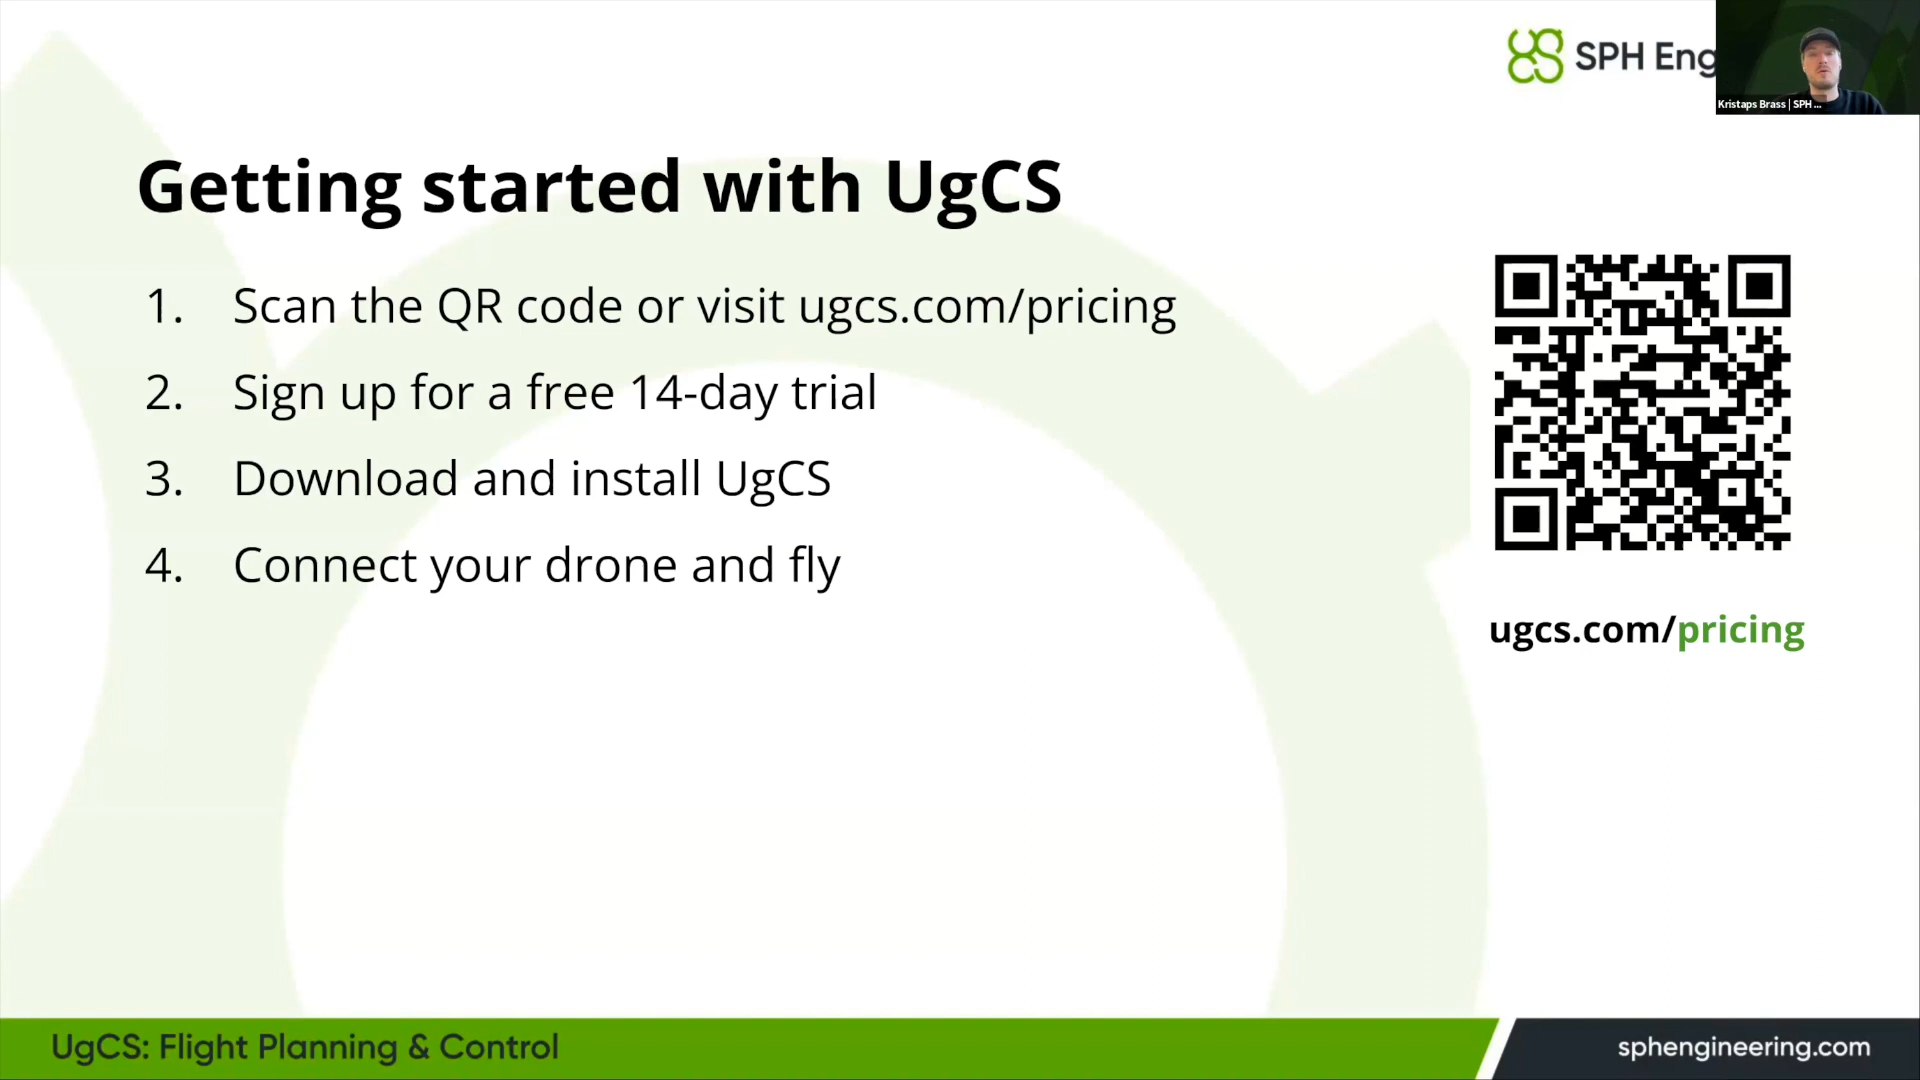 SPH Eng
Kristaps Brass | SPH ...
Getting started with UgCS
1. Scan the QR code or visit ugcs.com/pricing
2. Sign up for a free 14-day trial
3. Download and install UgCS
4. Connect your drone and fly
ugcs.com/pricing
UgCS: Flight Planning & Control
sphengineering.com